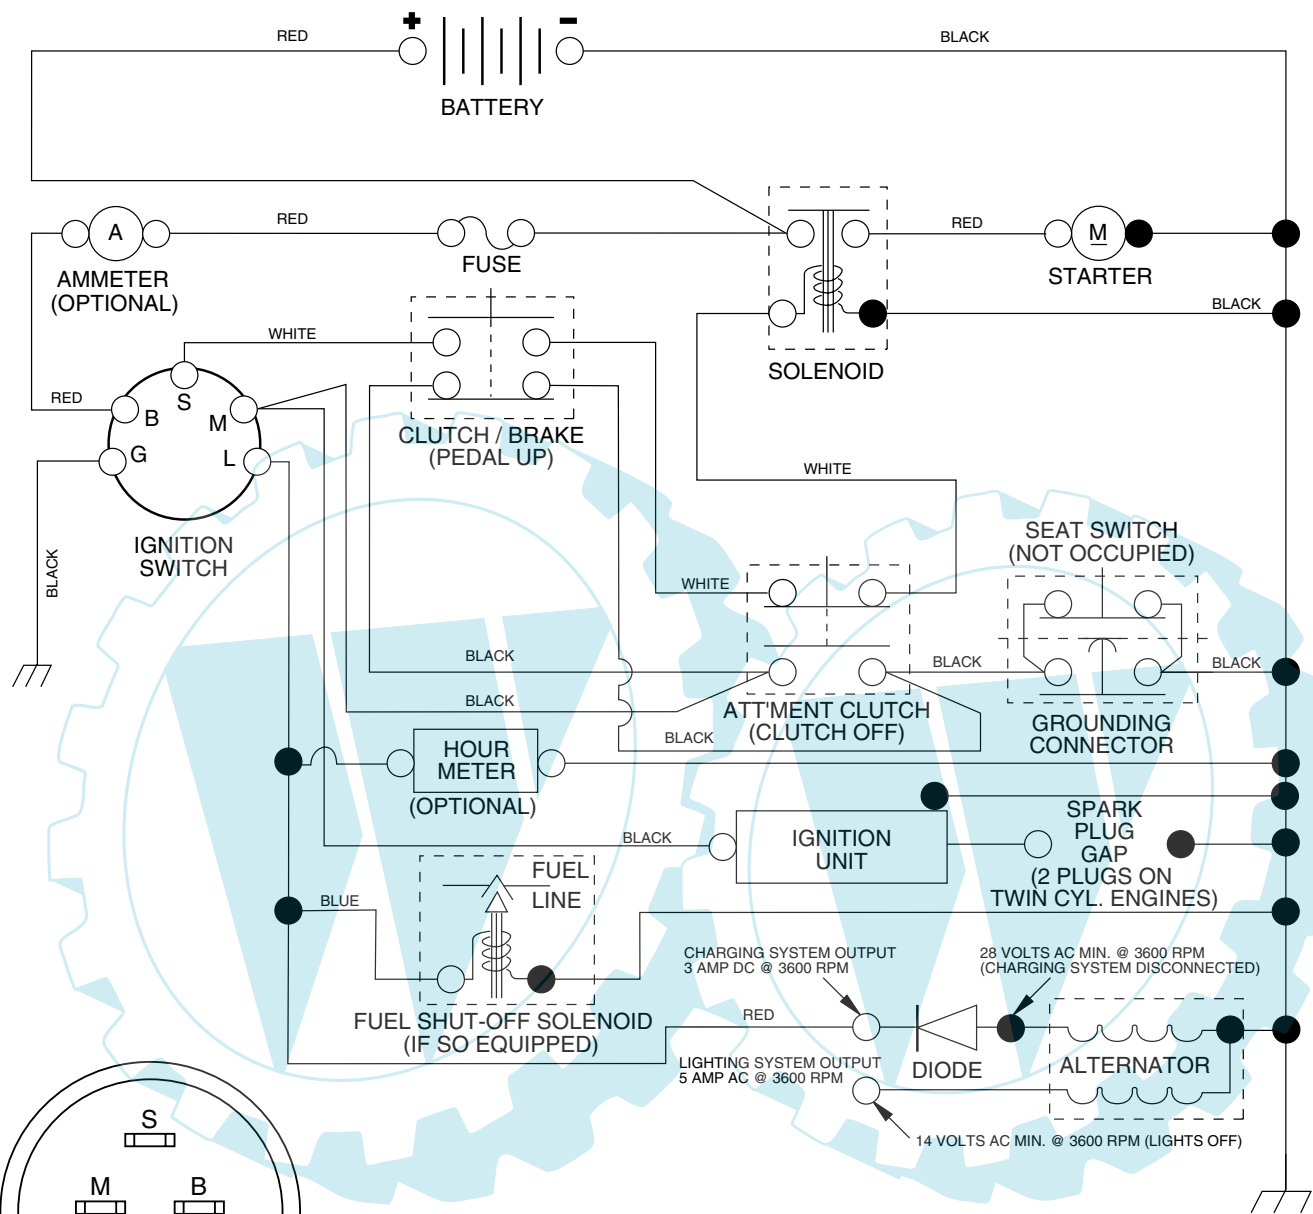 + -
RED
BLACK
BATTERY
A
RED
RED
M
AMMETER
(OPTIONAL)
FUSE
STARTER
BLACK
WHITE
SOLENOID
RED
B
S
M
G
L
CLUTCH / BRAKE
(PEDAL UP)
WHITE
IGNITION
SWITCH
BLACK
SEAT SWITCH
(NOT OCCUPIED)
WHITE
BLACK
BLACK
BLACK
BLACK
ATT'MENT CLUTCH
(CLUTCH OFF)
BLACK
GROUNDING
CONNECTOR
HOUR
METER
(OPTIONAL)
BLACK
IGNITION
UNIT
SPARK
PLUG
GAP
(2 PLUGS ON
TWIN CYL. ENGINES)
FUEL
LINE
BLUE
CHARGING SYSTEM OUTPUT
3 AMP DC @ 3600 RPM
28 VOLTS AC MIN. @ 3600 RPM
(CHARGING SYSTEM DISCONNECTED)
FUEL SHUT-OFF SOLENOID
(IF SO EQUIPPED)
RED
DIODE
ALTERNATOR
LIGHTING SYSTEM OUTPUT
5 AMP AC @ 3600 RPM
14 VOLTS AC MIN. @ 3600 RPM (LIGHTS OFF)
S
M
B